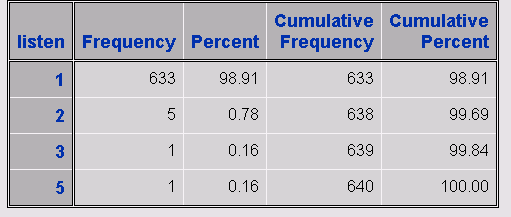 listen Frequency Percent Cumulative Frequency Cumulative Percent
1 633 98.91 633 98.91
2 5 0.78 638 99.69
3 1 0.16 639 99.84
5 1 0.16 640 100.00